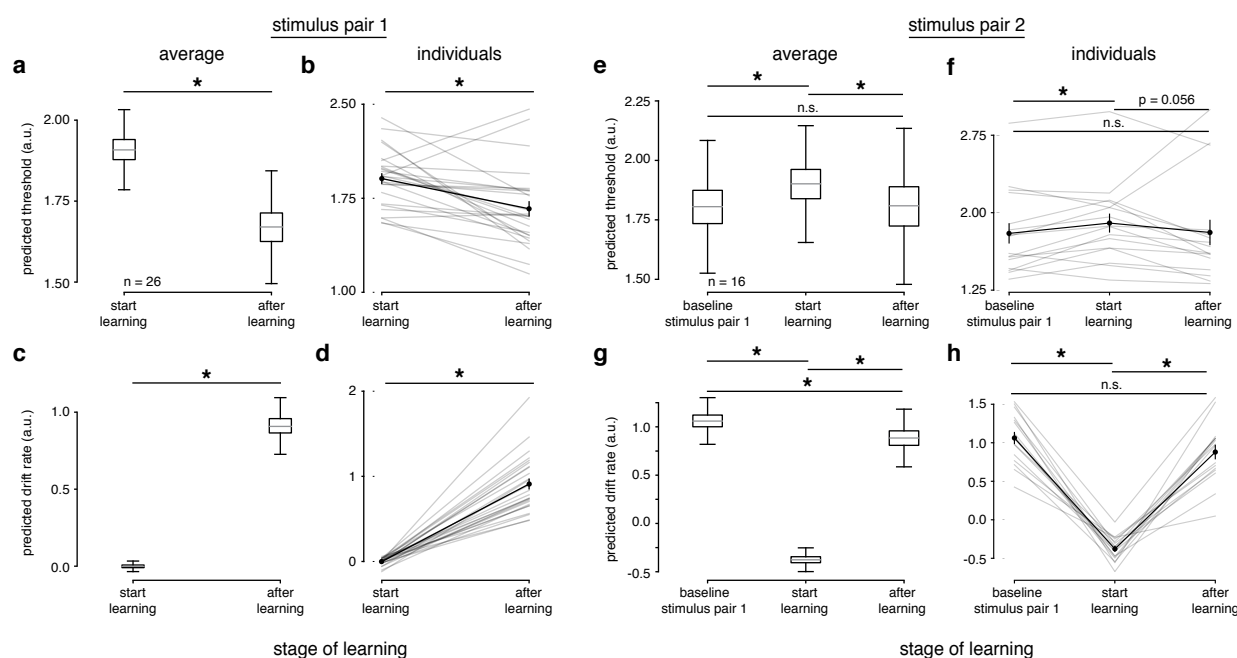 stimulus pair 1
stimulus pair 2
a
average
b
individuals
e
average
f
individuals
*
*
*
*
n.s.
*
p = 0.056
n.s.
predicted threshold (a.u.)
2.00
1.75
1.50
n = 26
start
learning
after
learning
2.50
1.75
1.00
start
learning
after
learning
predicted threshold (a.u.)
2.25
2.00
1.75
1.50
n = 16
baseline
stimulus pair 1
start
learning
after
learning
2.75
2.00
1.25
baseline
stimulus pair 1
start
learning
after
learning
c
*
d
*
g
*
*
*
h
*
*
n.s.
predicted drift rate (a.u.)
1.0
0.5
0.0
start
learning
after
learning
2
1
0
start
learning
after
learning
predicted drift rate (a.u.)
1.0
0.5
0.0
-0.5
baseline
stimulus pair 1
start
learning
after
learning
1.5
1.0
0.5
0.0
-0.5
baseline
stimulus pair 1
start
learning
after
learning
stage of learning
stage of learning